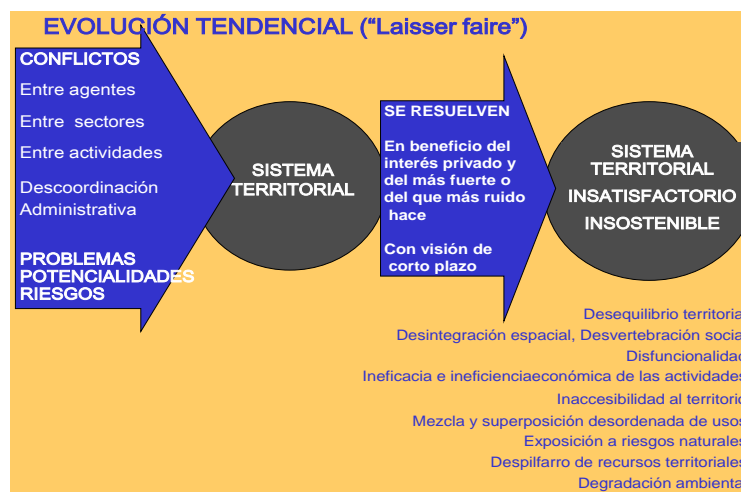 EVOLUCIÓN TENDENCIAL (“Laisser faire”)
CONFLICTOS
Entre agentes
Entre sectores
Entre actividades
Descoordinación
Administrativa
PROBLEMAS
POTENCIALIDADES
RIESGOS
SISTEMA
TERRITORIAL
SE RESUELVEN
En beneficio del
interés privado y
del más fuerte o
del que más ruido
hace
Con visión de
corto plazo
SISTEMA
TERRITORIAL
INSATISFACTORIO
INSOSTENIBLE
Desequilibrio territoria
Desintegración espacial, Desvertebración socia
Disfuncionalidad
Ineficacia e ineficienciaeconómica de las actividades
Inaccesibilidad al territorio
Mezcla y superposición desordenada de usos
Exposición a riesgos naturales
Despilfarro de recursos territoriales
Degradación ambienta